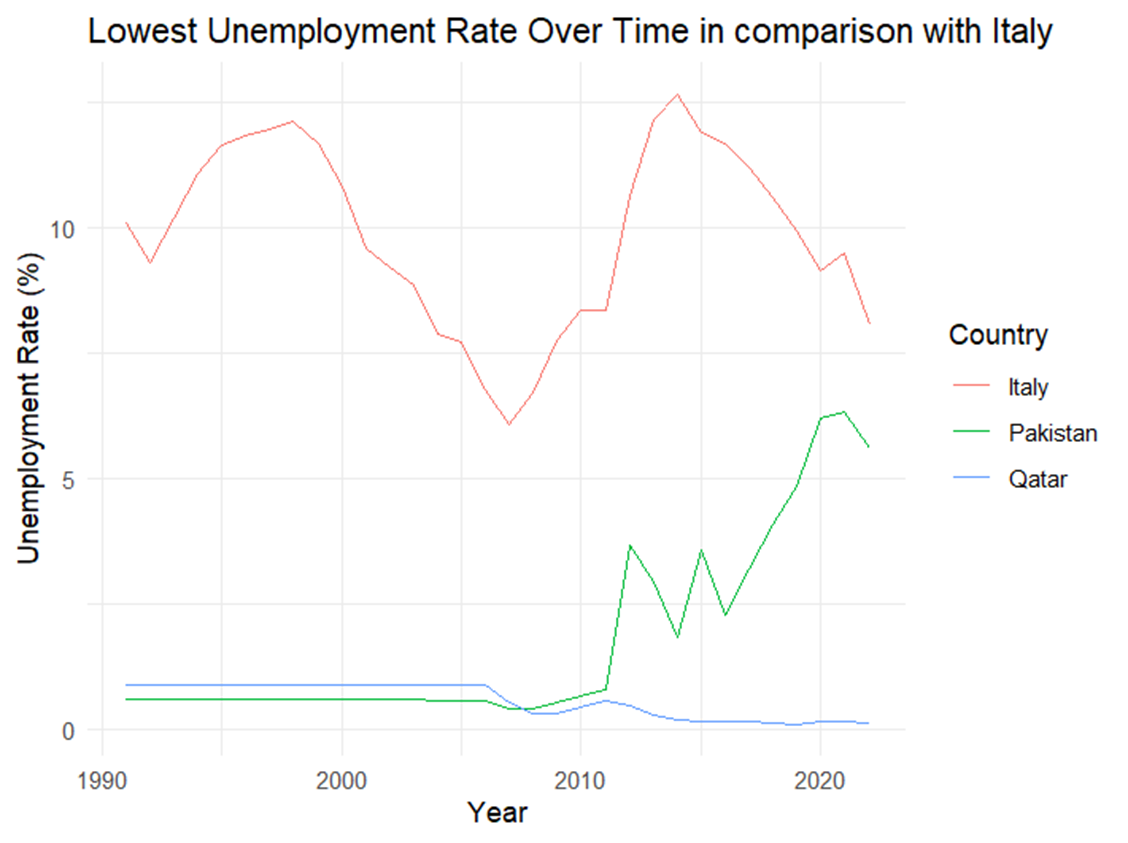 Lowest Unemployment Rate Over Time in comparison with Italy
Unemployment Rate (%)
10
5
0
1990
2000
2010
2020
Year
Country
Italy
Pakistan
Qatar